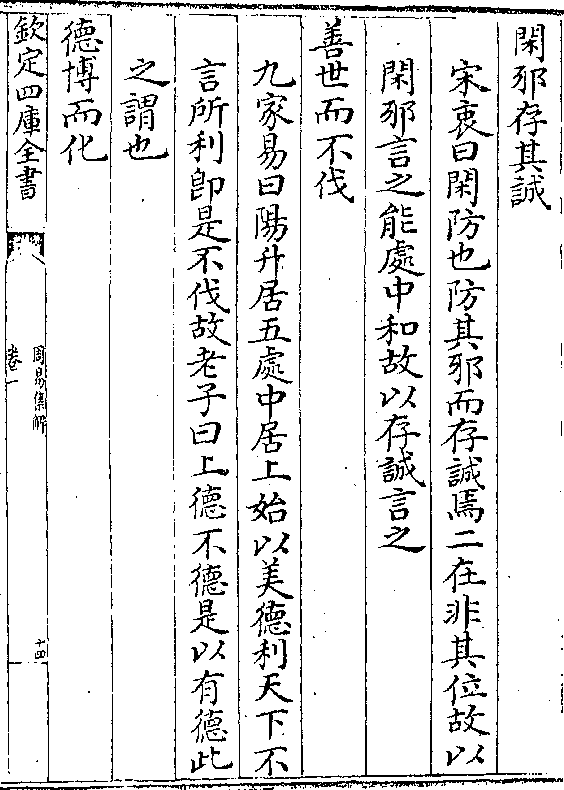 閑邪存其誠
宋衷曰閑防也防其邪而存誠焉二在非其位故以
閑邪言之能處中和故以存誠言之
善世而不伐
九家易曰陽升居五處中居上始以美德利天下不
言所利卽是不伐故老子曰上德不德是以有德此
之謂也
德博而化
欽定四庫全書
周易集解
卷一
十四